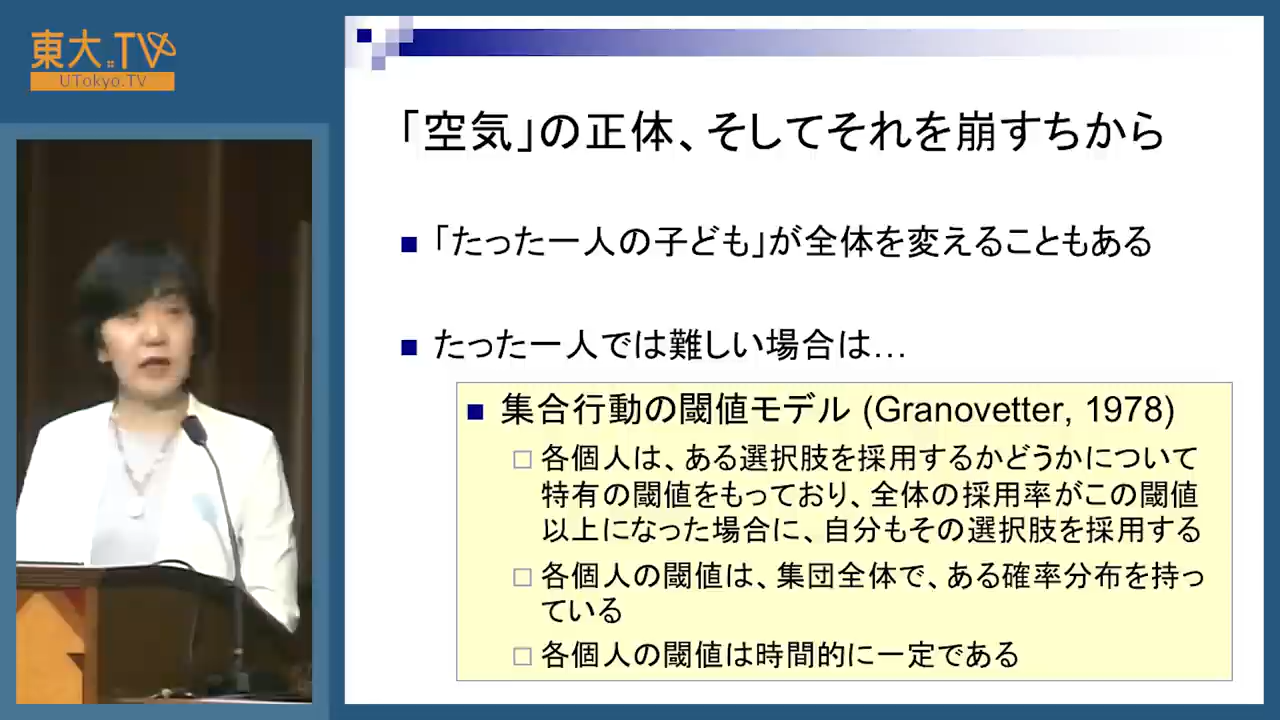 東大.TV
UTokyo.TV
「空気」の正体、そしてそれを崩すちから
「たった一人の子ども」が全体を変えることもある
たった一人では難しい場合は…
集合行動の閾値モデル (Granovetter, 1978)
各個人は、ある選択肢を採用するかどうかについて
特有の閾値をもっており、全体の採用率がこの閾値
以上になった場合に、自分もその選択肢を採用する
各個人の閾値は、集団全体で、ある確率分布を持っ
ている
各個人の閾値は時間的に一定である